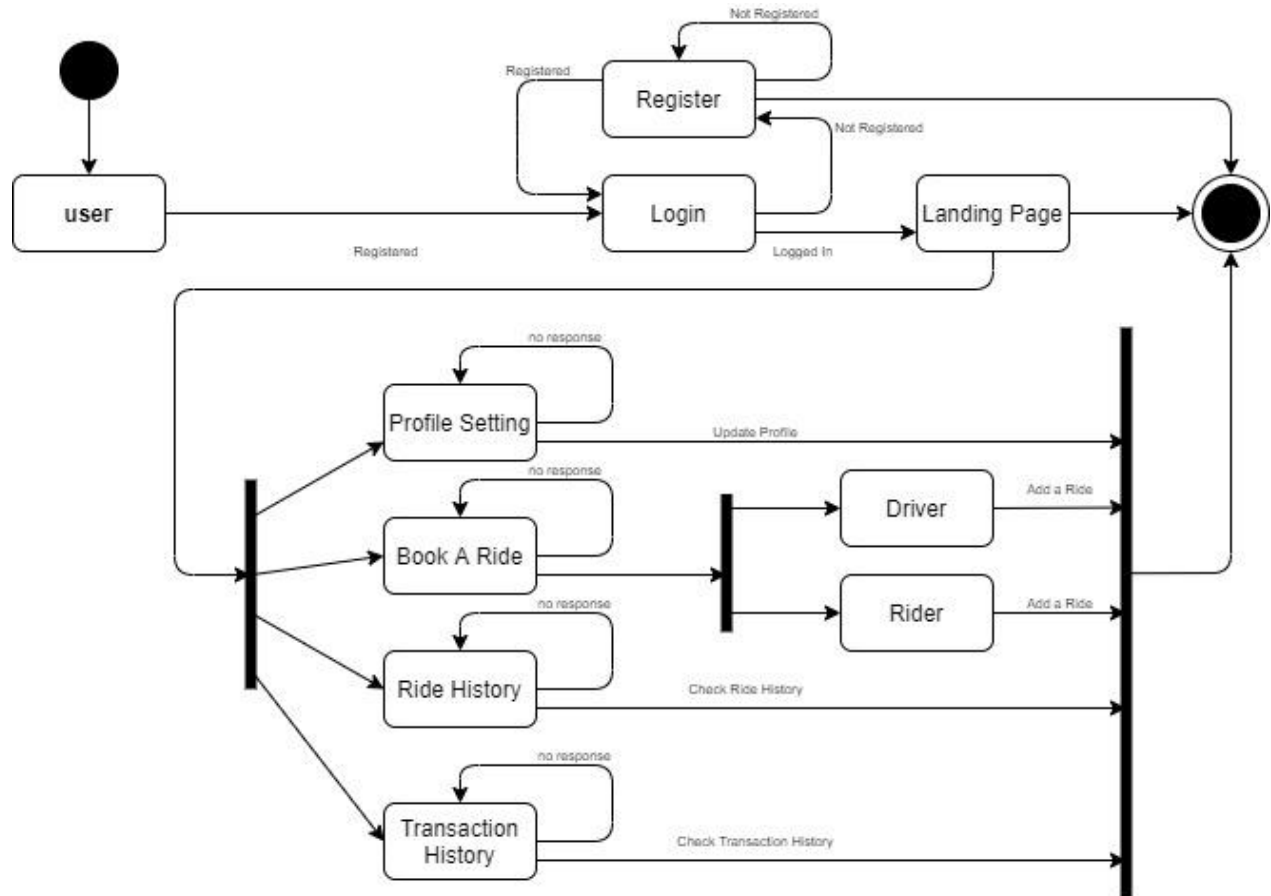 Not Registered
Registered
Register
Not Registered
user
Login
Landing Page
Registered
Logged In
no response
Profile Setting
Update Profile
no response
Book A Ride
Driver
Add a Ride
no response
Rider
Add a Ride
Ride History
Check Ride History
no response
Transaction
History
Check Transaction History